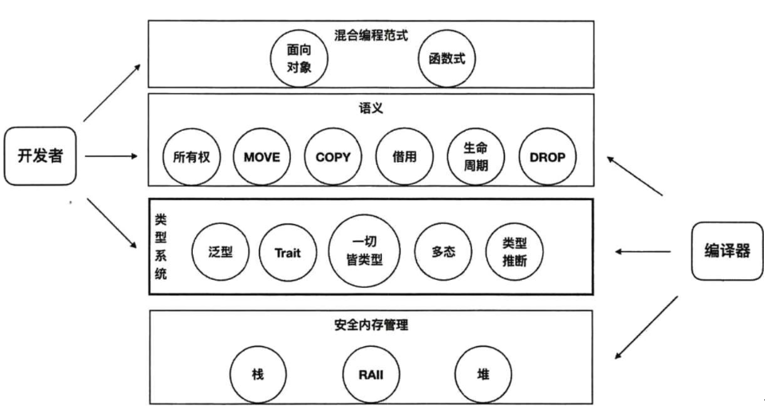 混合编程范式
面向
对象
函数式
语义
开发者
所有权
MOVE
COPY
借用
生命
周期
DROP
类
型
系
统
泛型
Trait
一切
皆类型
多态
类型
推断
编译器
安全内存管理
栈
RAII
堆